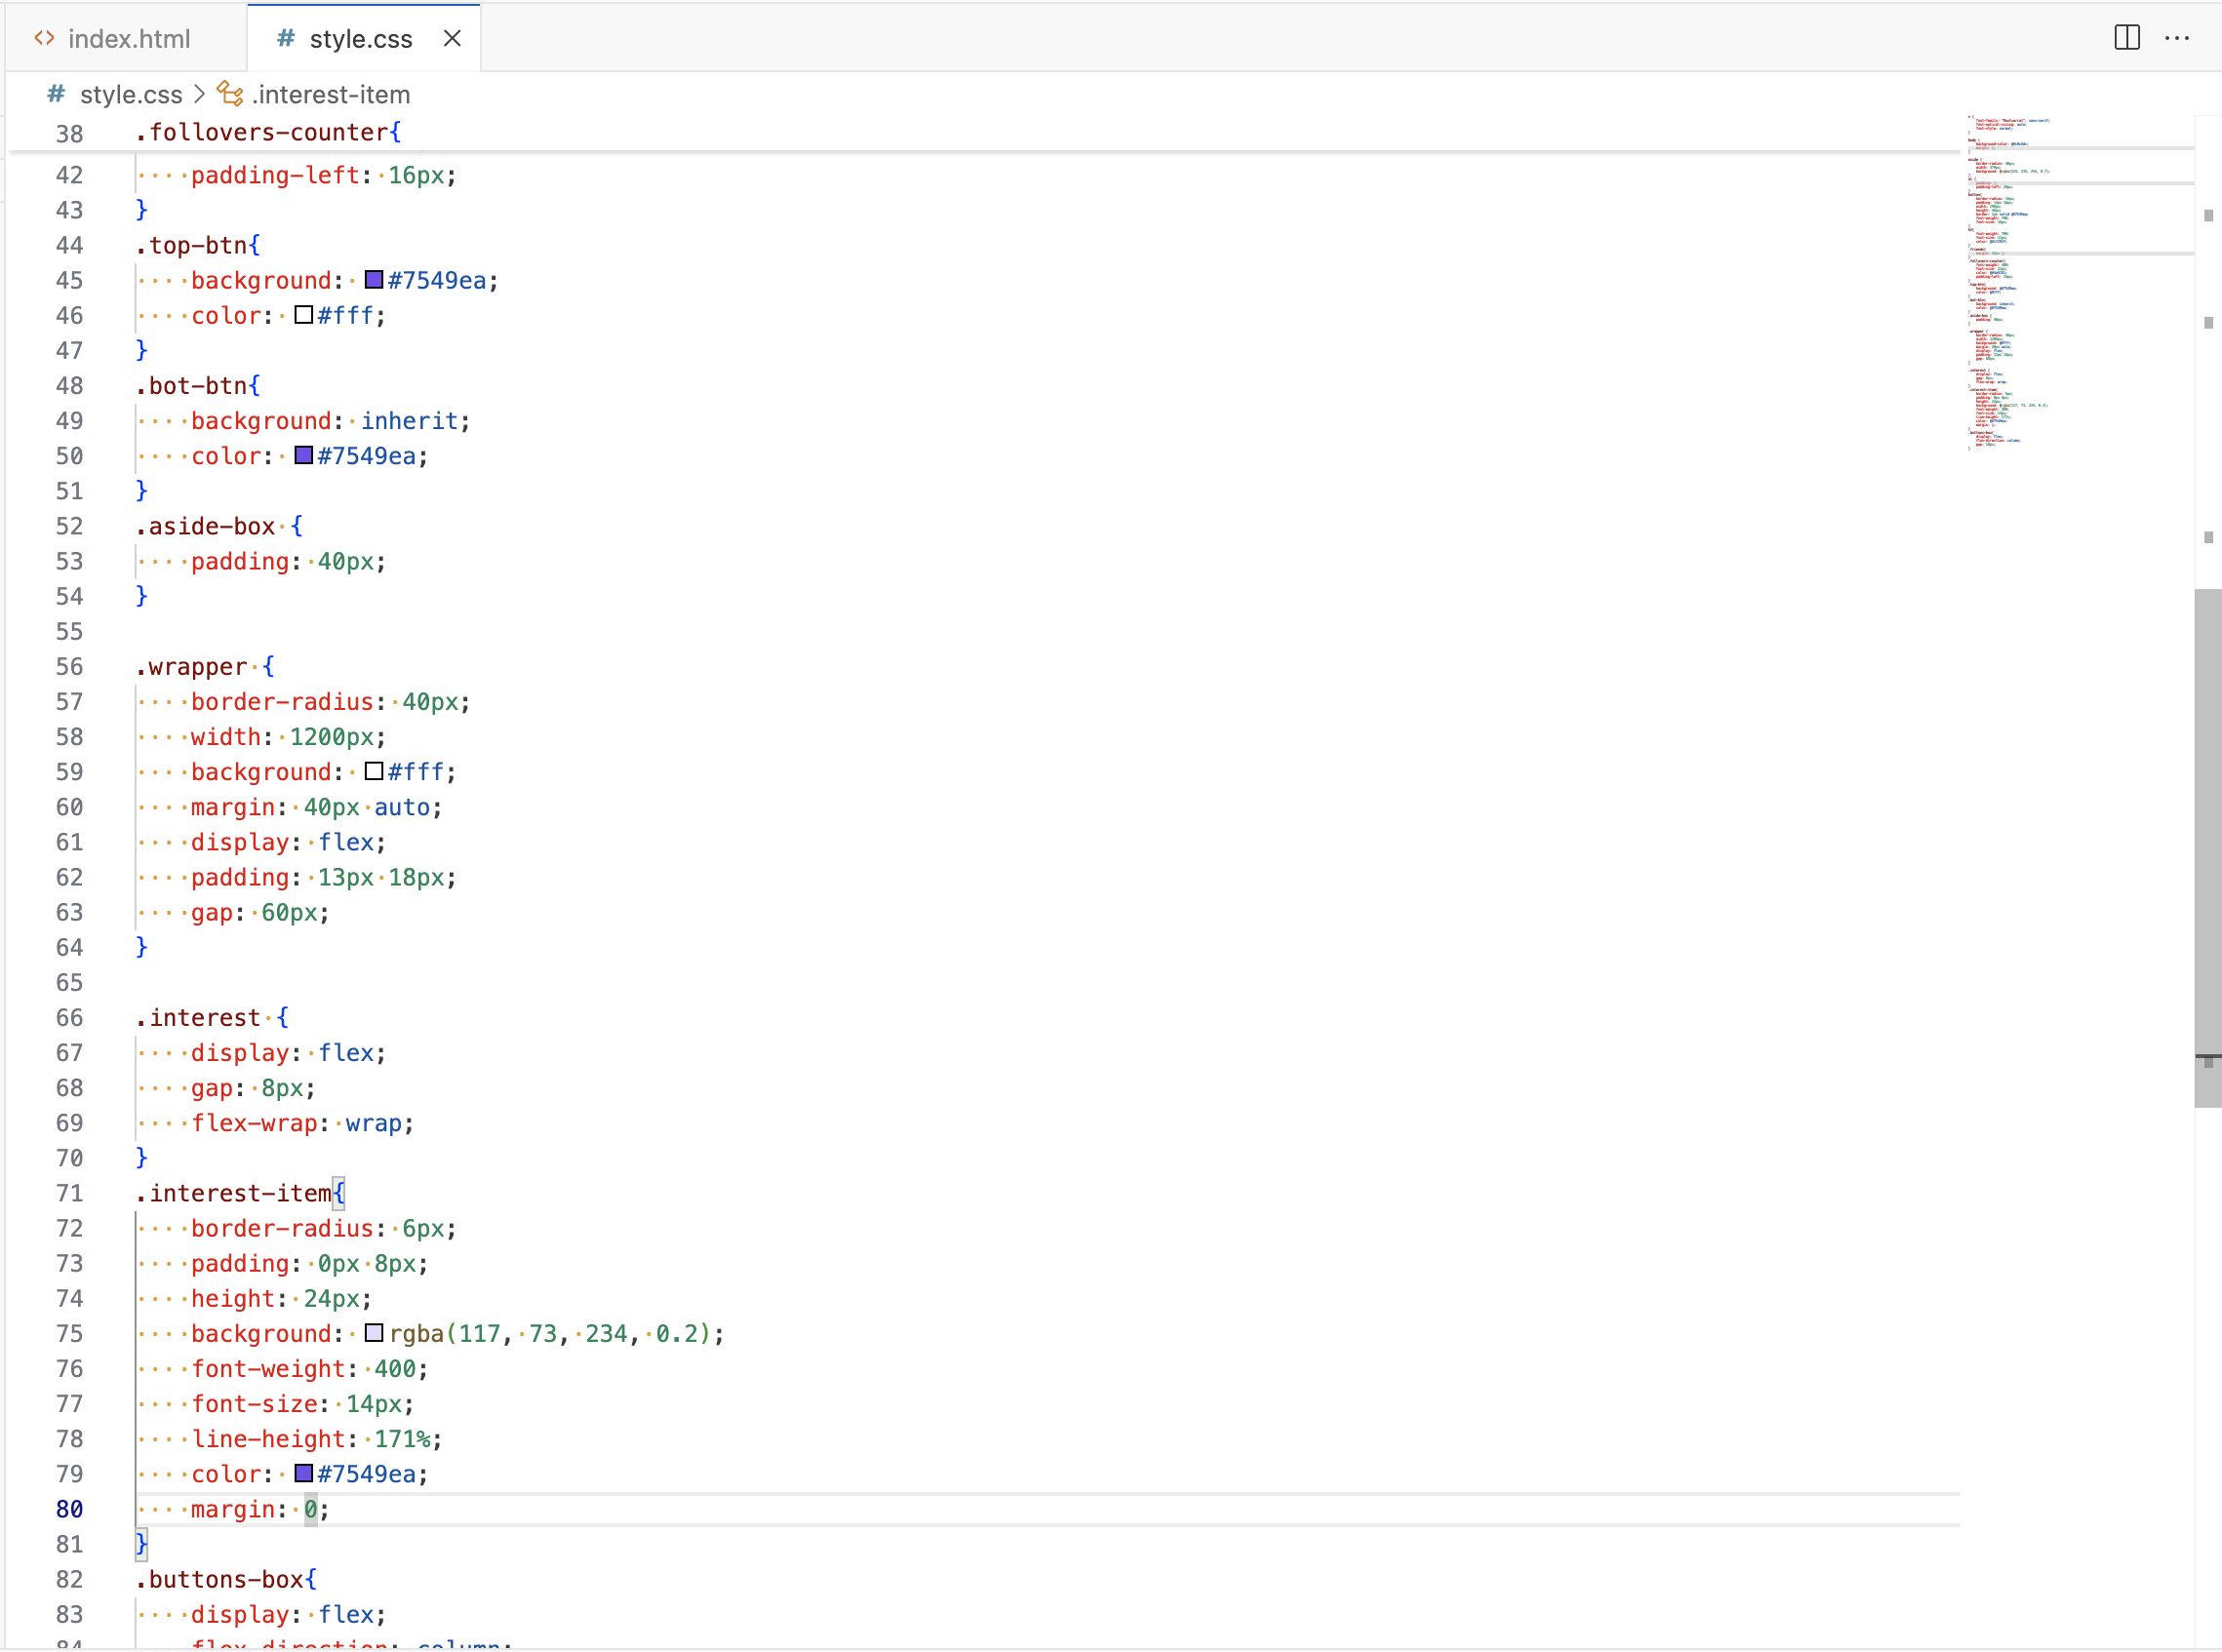 index.html
# style.css
# style.css > .interest-item
38 .follovers-counter{
42 padding-left: 16px;
43 }
44 .top-btn{
45 background: #7549ea;
46 color: #fff;
47 }
48 .bot-btn{
49 background: inherit;
50 color: #7549ea;
51 }
52 .aside-box {
53 padding: 40px;
54 }
55
56 .wrapper {
57 border-radius: 40px;
58 width: 1200px;
59 background: #fff;
60 margin: 40px auto;
61 display: flex;
62 padding: 13px 18px;
63 gap: 60px;
64 }
65
66 .interest {
67 display: flex;
68 gap: 8px;
69 flex-wrap: wrap;
70 }
71 .interest-item{
72 border-radius: 6px;
73 padding: 0px 8px;
74 height: 24px;
75 background: rgba(117, 73, 234, 0.2);
76 font-weight: 400;
77 font-size: 14px;
78 line-height: 171%;
79 color: #7549ea;
80 margin: 0;
81 }
82 .buttons-box{
83 display: flex;
84 flex-direction: column;